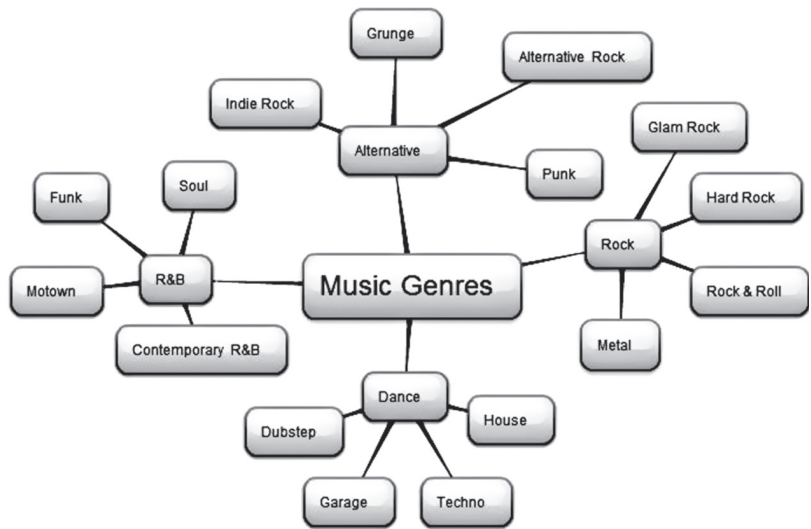 Grunge
Alternative Rock
Indie Rock
Alternative
Glam Rock
Punk
Soul
Funk
Hard Rock
Rock
R&B
Motown
Music Genres
Rock & Roll
Contemporary R&B
Metal
Dance
House
Dubstep
Garage
Techno